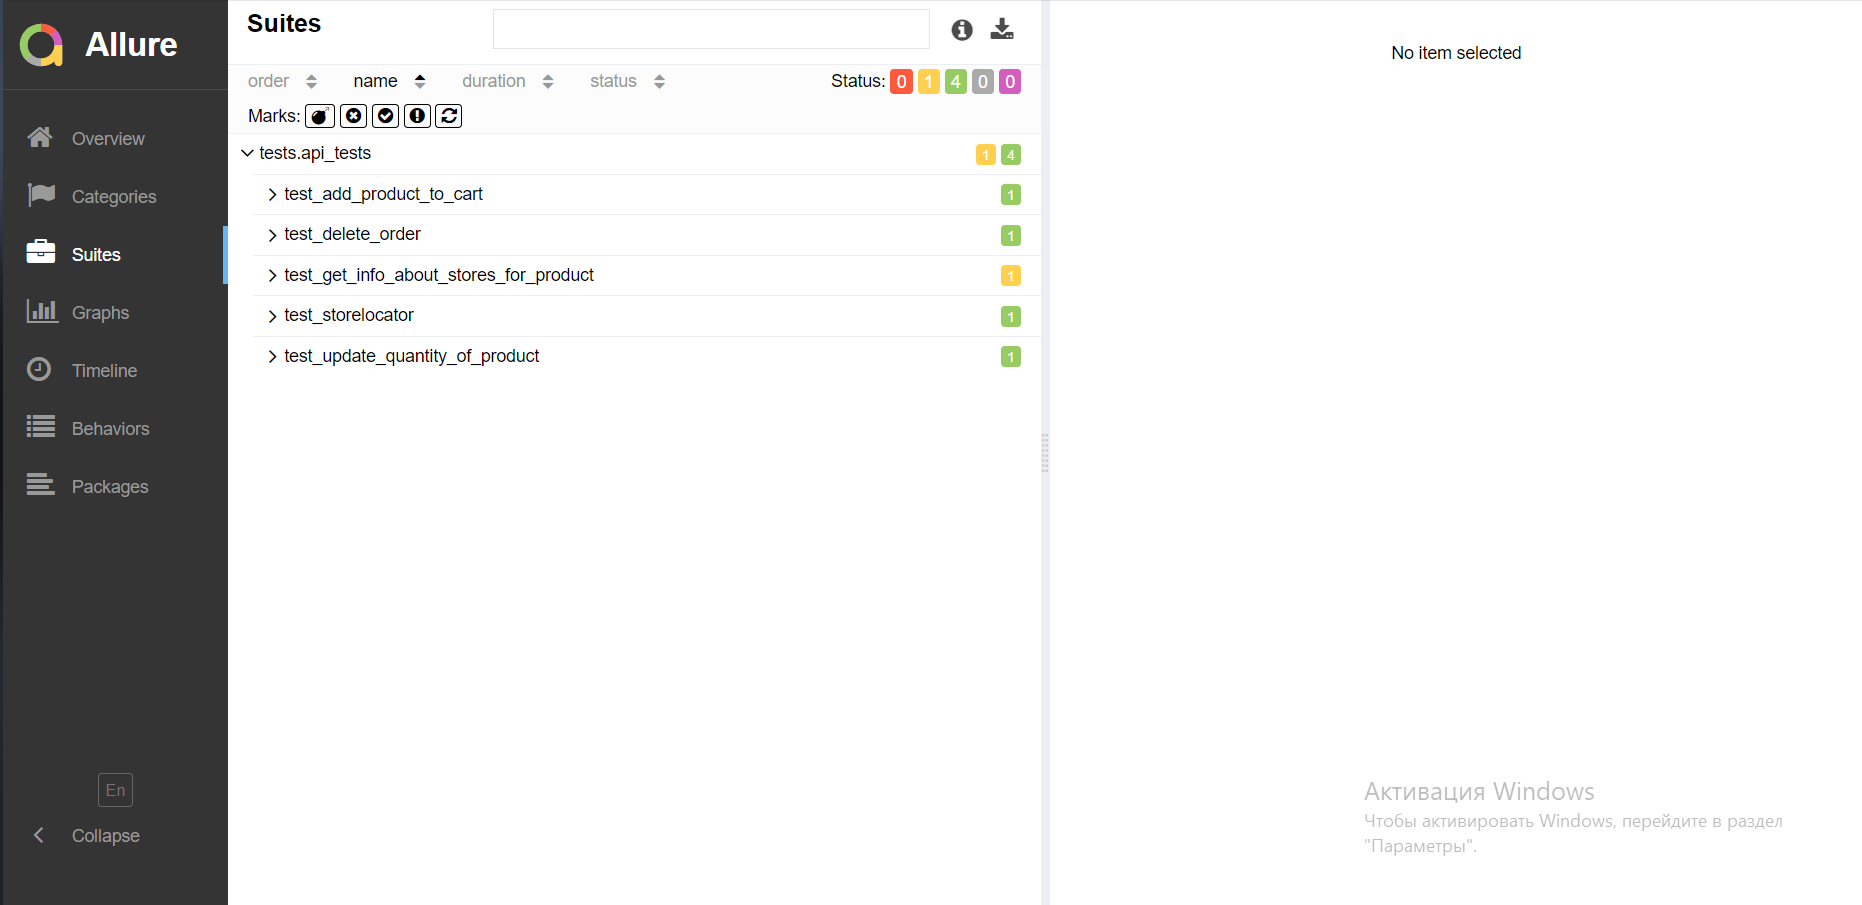 Allure
Overview
Categories
Suites
Graphs
Timeline
Behaviors
Packages
En
Collapse
Suites
order name duration status Status: 0 1 4 0 0
Marks:
tests.api_tests 1 4
test_add_product_to_cart 1
test_delete_order 1
test_get_info_about_stores_for_product 1
test_storelocator 1
test_update_quantity_of_product 1
No item selected
Активация Windows
Чтобы активировать Windows, перейдите в раздел
"Параметры".